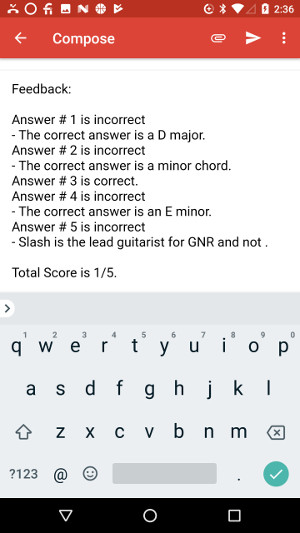 2:36
Compose
Feedback:
Answer # 1 is incorrect
- The correct answer is a D major.
Answer # 2 is incorrect
- The correct answer is a minor chord.
Answer # 3 is correct.
Answer # 4 is incorrect
- The correct answer is an E minor.
Answer # 5 is incorrect
- Slash is the lead guitarist for GNR and not .
Total Score is 1/5.
1 2 3 4 5 6 7 8 9 0
q w e r t y u i o p
a s d f g h j k l
z x c v b n m
?123 @ .